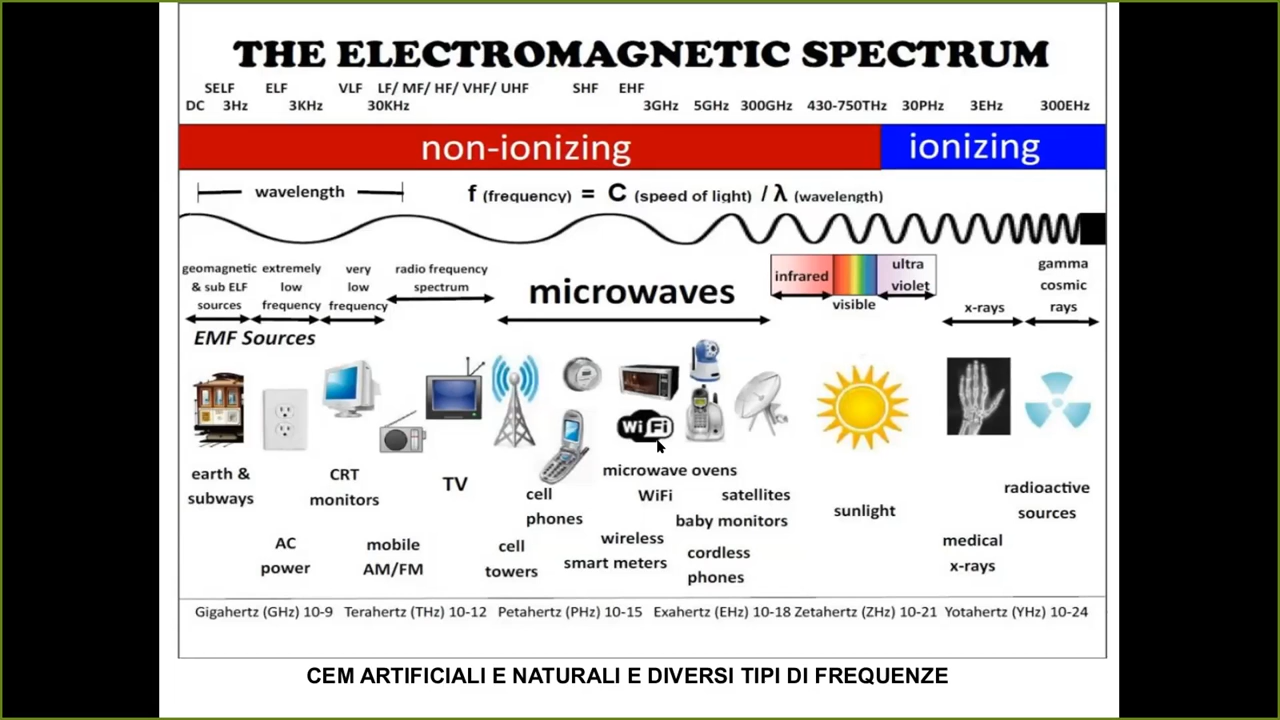 THE ELECTROMAGNETIC SPECTRUM
SELF ELF VLF LF/ MF/ HF/ VHF/ UHF SHF EHF
DC 3Hz 3KHz 30KHz 3GHz 5GHz 300GHz 430-750THz 30PHz 3EHz 300EHz
non-ionizing ionizing
wavelength f (frequency) = C (speed of light) / λ (wavelength)
geomagnetic
& sub ELF
sources
extremely
low
frequency
very
low
frequency
radio frequency
spectrum
microwaves
infrared
visible
ultra
violet
x-rays
gamma
cosmic
rays
EMF Sources
WiFi
earth &
subways
AC
power
CRT
monitors
mobile
AM/FM
TV
cell
phones
cell
towers
microwave ovens
WiFi
satellites
baby monitors
wireless
smart meters
cordless
phones
sunlight
medical
x-rays
radioactive
sources
Gigahertz (GHz) 10-9 Terahertz (THz) 10-12 Petahertz (PHz) 10-15 Exahertz (EHz) 10-18 Zetahertz (ZHz) 10-21 Yotahertz (YHz) 10-24
CEM ARTIFICIALI E NATURALI E DIVERSI TIPI DI FREQUENZE